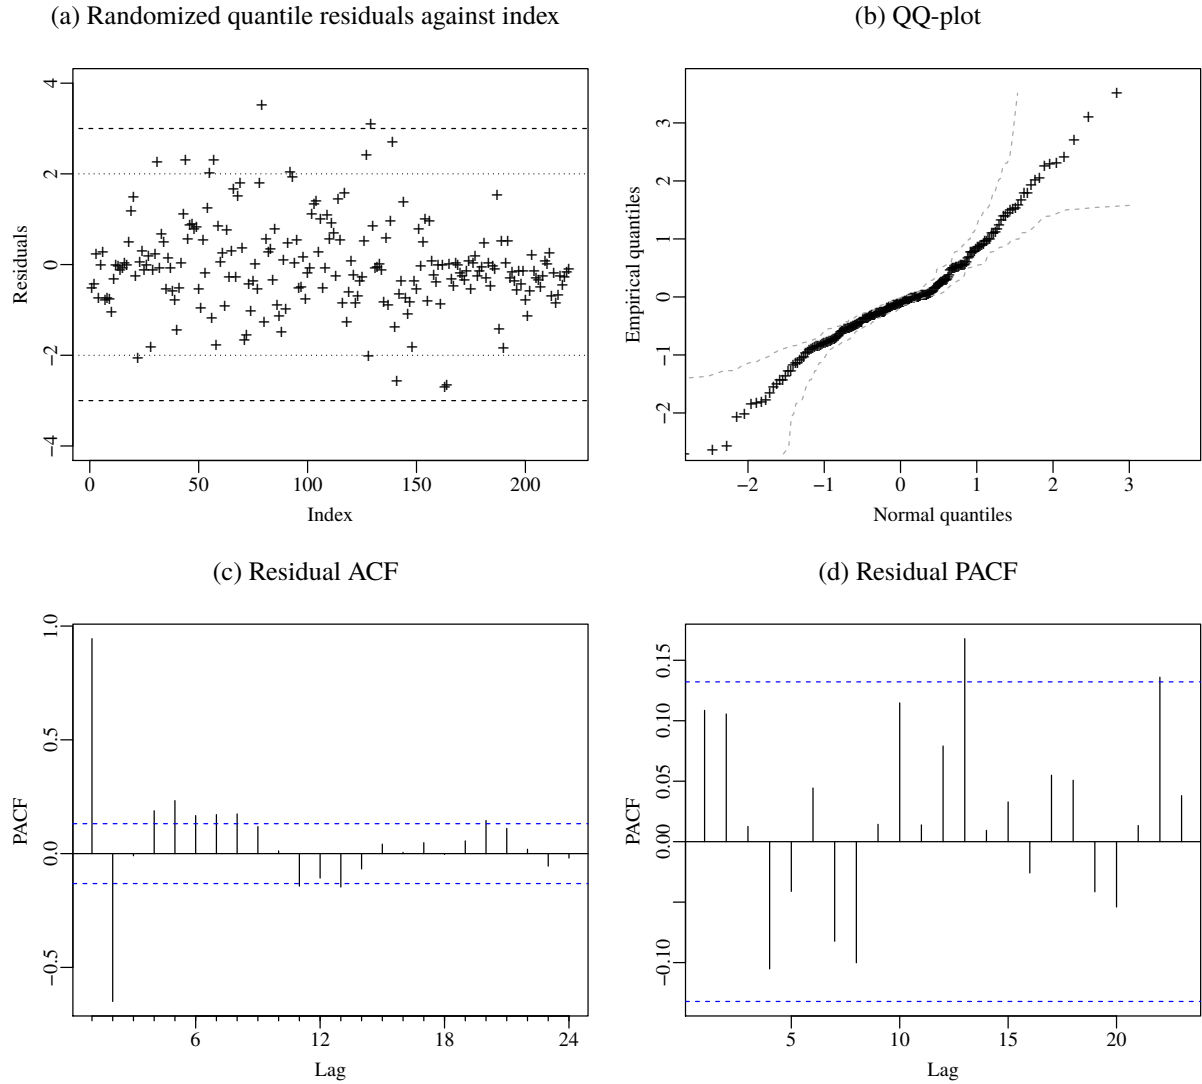 (a) Randomized quantile residuals against index
(b) QQ-plot
4
2
0
−2
−4
Residuals
0 50 100 150 200
Index
3
2
1
0
−1
−2
Empirical quantiles
−2 −1 0 1 2 3
Normal quantiles
(c) Residual ACF
(d) Residual PACF
1.0
0.5
0.0
−0.5
PACF
6 12 18 24
Lag
0.15
0.10
0.05
0.00
−0.10
PACF
5 10 15 20
Lag